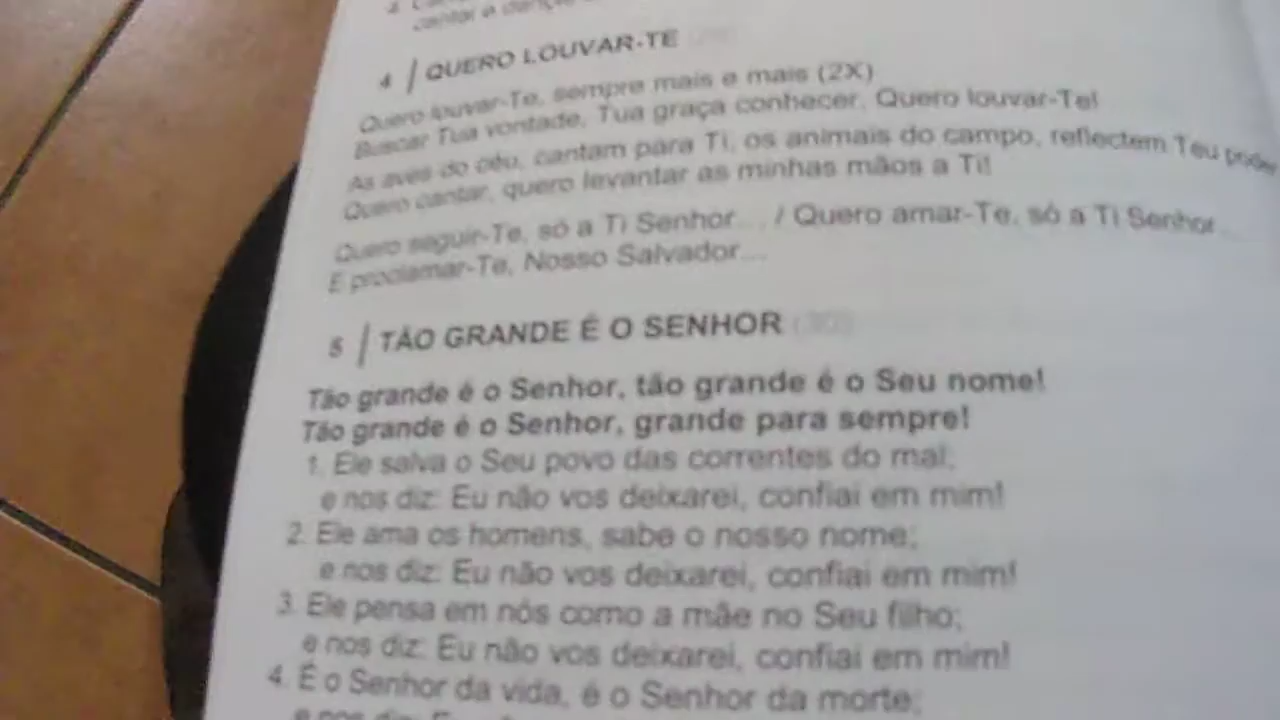 cantar e
4 | QUERO LOUVAR-TE
Quero louvar-Te, sempre mais e mais (2X)
Buscar Tua vontade, Tua graça conhecer, Quero louvar-Te!
As aves do céu, cantam para Ti, os animais do campo, reflectem Teu poder
Quero cantar, quero levantar as minhas mãos a Ti!
Quero seguir-Te, só a Ti Senhor... / Quero amar-Te, só a Ti Senhor...
E proclamar-Te, Nosso Salvador....
5 | TÃO GRANDE É O SENHOR
Tão grande é o Senhor, tão grande é o Seu nome!
Tão grande é o Senhor, grande para sempre!
1. Ele salva o Seu povo das correntes do mal;
e nos diz: Eu não vos deixarei, confiai em mim!
2. Ele ama os homens, sabe o nosso nome;
e nos diz: Eu não vos deixarei, confiai em mim!
3. Ele pensa em nós como a mãe no Seu filho;
e nos diz: Eu não vos deixarei, confiai em mim!
4. É o Senhor da vida, é o Senhor da morte;
e nos diz: